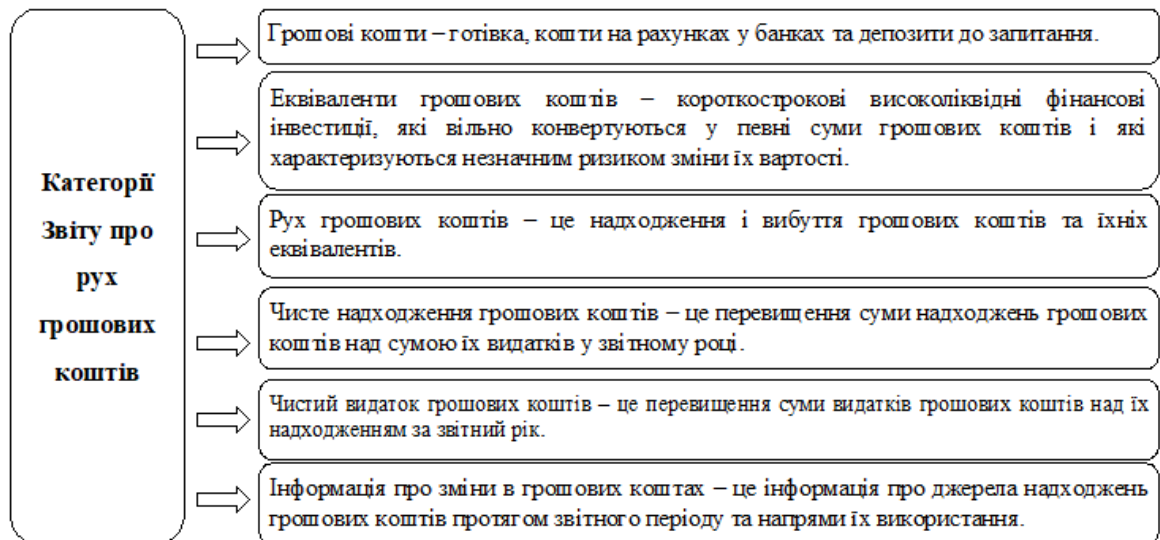 Категорії
Звіту про
рух
грошових
коштів
Грошові кошти – готівка, кошти на рахунках у банках та депозити до запитання.
Еквіваленти грошових коштів – короткострокові високоліквідні фінансові
інвестиції, які вільно конвертуються у певні суми грошових коштів і які
характеризуються незначним ризиком зміни їх вартості.
Рух грошових коштів – це надходження і вибуття грошових коштів та їхніх
еквівалентів.
Чисте надходження грошових коштів – це перевищення суми надходжень грошових
коштів над сумою їх видатків у звітному році.
Чистий видаток грошових коштів – це перевищення суми видатків грошових коштів над їх
надходженням за звітний рік.
Інформація про зміни в грошових коштах – це інформація про джерела надходжень
грошових коштів протягом звітного періоду та напрями їх використання.